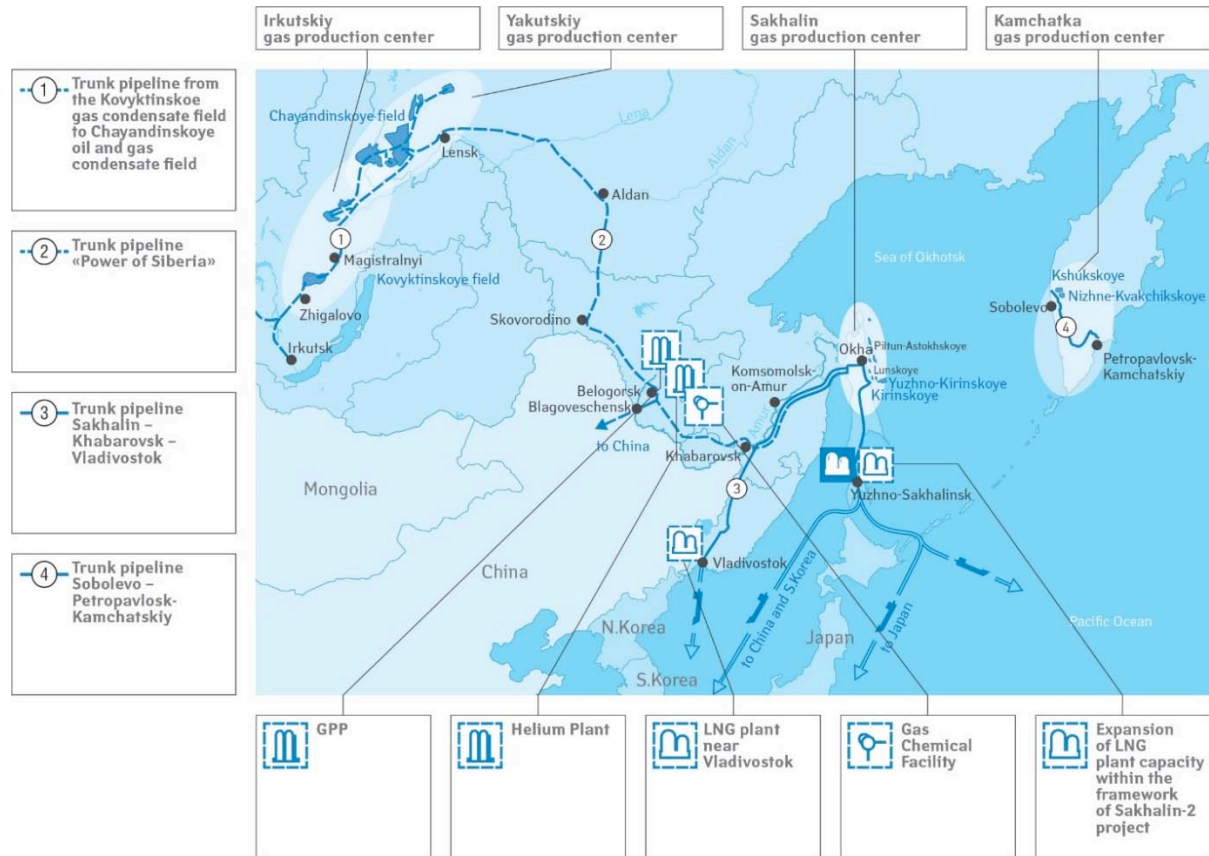 Irkutskiy
gas production center
Yakutskiy
gas production center
Sakhalin
gas production center
Kamchatka
gas production center
1
Trunk pipeline from
the Kovyktinskoe
gas condensate field
to Chayandinskoye
oil and gas
condensate field
2
Trunk pipeline
«Power of Siberia»
3
Trunk pipeline
Sakhalin –
Khabarovsk –
Vladivostok
4
Trunk pipeline
Sobolevo –
Petropavlosk-
Kamchatskiy
Chayandinskoye field
Lena
Lensk
Aldan
Aldan
2
1
Magistralnyi
Kovyktinskoye field
Zhigalovo
Irkutsk
Skovorodino
Sea of Okhotsk
Kshukskoye
Nizhne-Kvakchikskoye
Sobolevo
4
Petropavlovsk-
Kamchatskiy
Okha
Piltun-Astokhskoye
Lunskoye
Yuzhno-Kirinskoye
Kirinskoye
Komsomolsk-
on-Amur
Amur
Belogorsk
Blagoveschensk
to China
Khabarovsk
3
Yuzhno-Sakhalinsk
Mongolia
China
Vladivostok
N.Korea
S.Korea
Japan
to China and S.Korea
to Japan
Pacific Ocean
GPP
Helium Plant
LNG plant
near
Vladivostok
Gas
Chemical
Facility
Expansion
of LNG
plant capacity
within the
framework
of Sakhalin-2
project